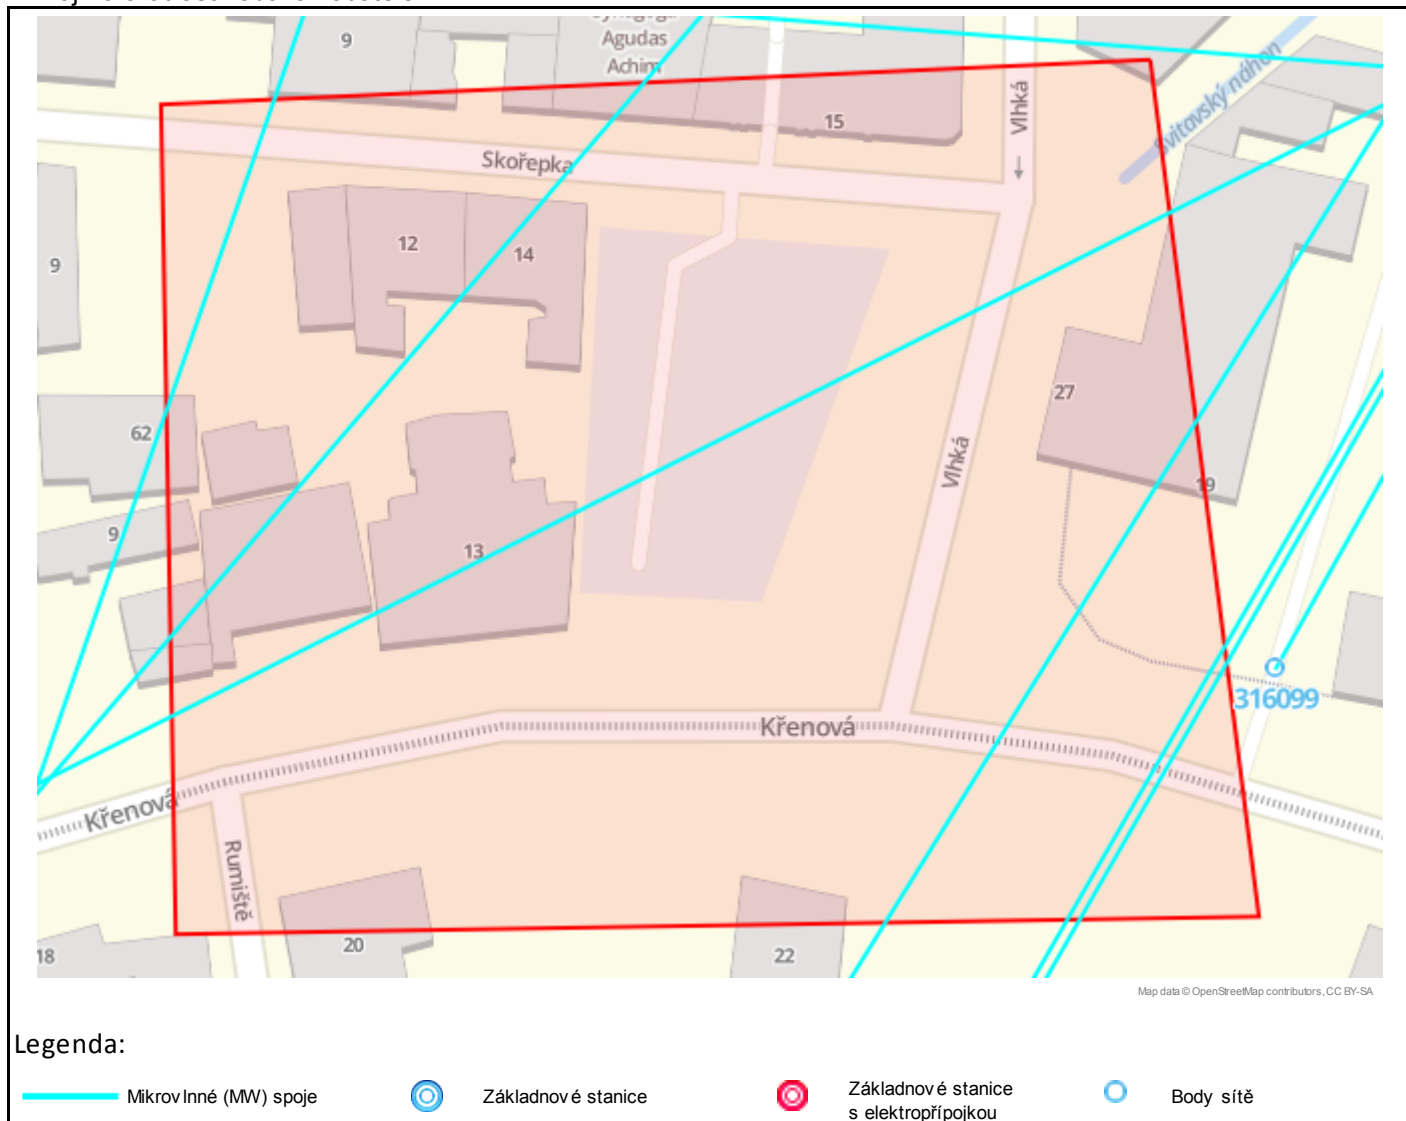 9
Agudas
Achim
15
Vlhká
Svitavský náhon
Skořepka
12
14
9
27
62
Vlhká
19
9
13
316099
Křenová
Křenová
Rumiště
20
22
18
Map data © OpenStreetMap contributors, CC BY-SA
Legenda:
Mikrovlnné (MW) spoje
Základnové stanice
Základnové stanice
s elektropřípojkou
Body sítě